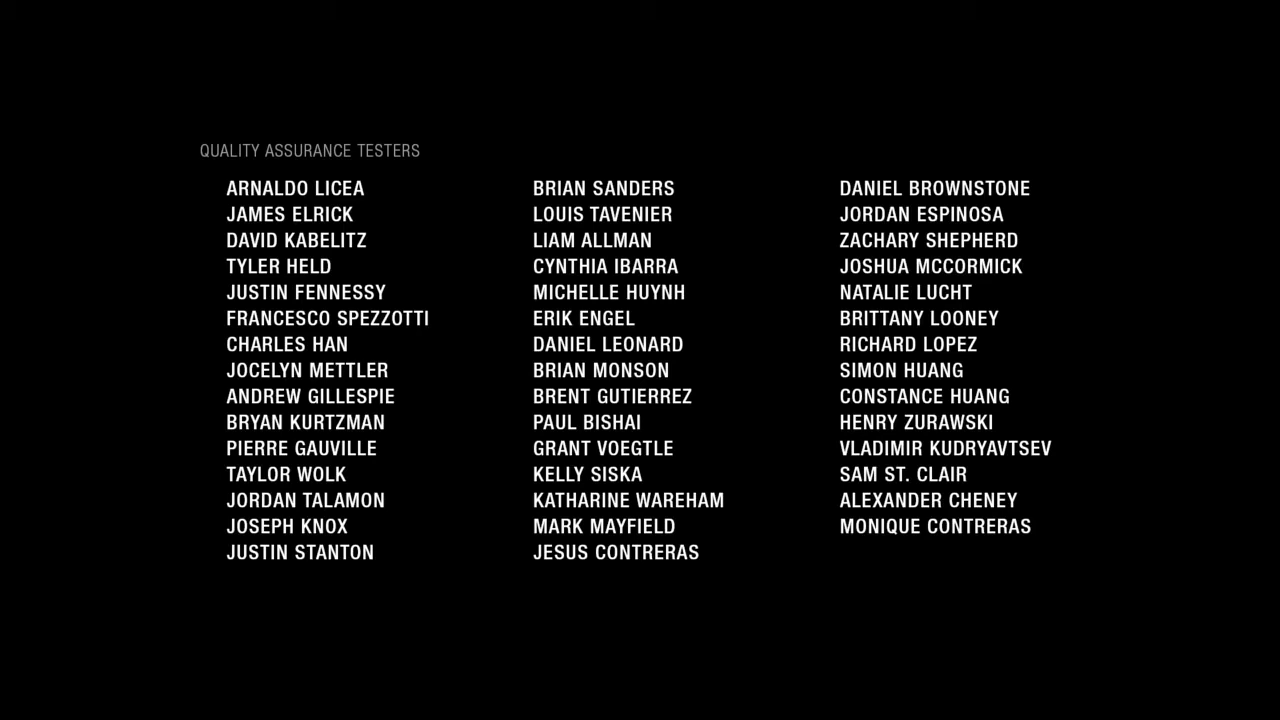 QUALITY ASSURANCE TESTERS
ARNALDO LICEA
JAMES ELRICK
DAVID KABELITZ
TYLER HELD
JUSTIN FENNESSY
FRANCESCO SPEZZOTTI
CHARLES HAN
JOCELYN METTLER
ANDREW GILLESPIE
BRYAN KURTZMAN
PIERRE GAUVILLE
TAYLOR WOLK
JORDAN TALAMON
JOSEPH KNOX
JUSTIN STANTON
BRIAN SANDERS
LOUIS TAVENIER
LIAM ALLMAN
CYNTHIA IBARRA
MICHELLE HUYNH
ERIK ENGEL
DANIEL LEONARD
BRIAN MONSON
BRENT GUTIERREZ
PAUL BISHAI
GRANT VOEGTLE
KELLY SISKA
KATHARINE WAREHAM
MARK MAYFIELD
JESUS CONTRERAS
DANIEL BROWNSTONE
JORDAN ESPINOSA
ZACHARY SHEPHERD
JOSHUA MCCORMICK
NATALIE LUCHT
BRITTANY LOONEY
RICHARD LOPEZ
SIMON HUANG
CONSTANCE HUANG
HENRY ZURAWSKI
VLADIMIR KUDRYAVTSEV
SAM ST. CLAIR
ALEXANDER CHENEY
MONIQUE CONTRERAS